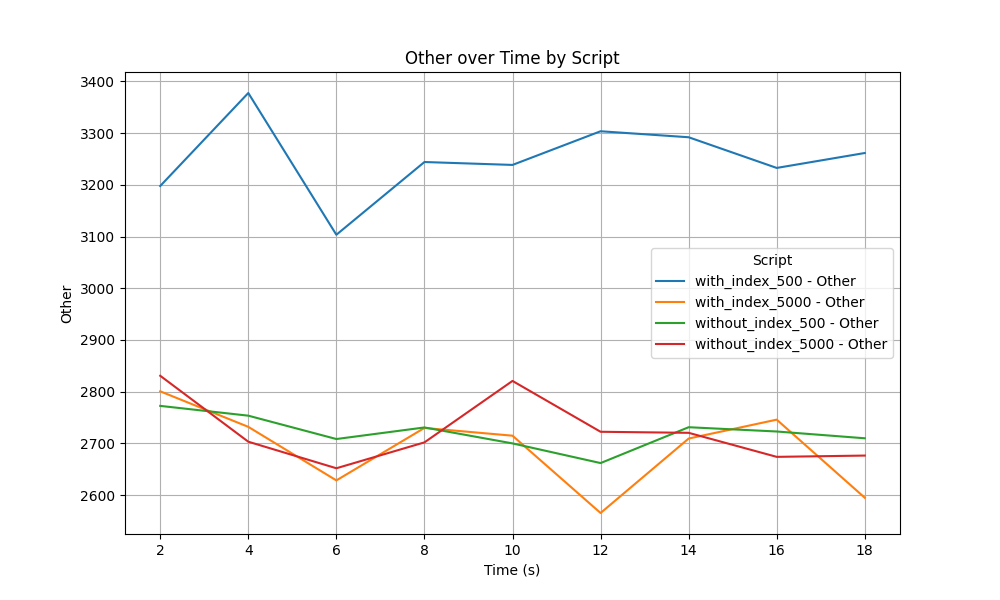 Other over Time by Script
Other
3400
3300
3200
3100
3000
2900
2800
2700
2600
Script
with_index_500 - Other
with_index_5000 - Other
without_index_500 - Other
without_index_5000 - Other
2 4 6 8 10 12 14 16 18
Time (s)